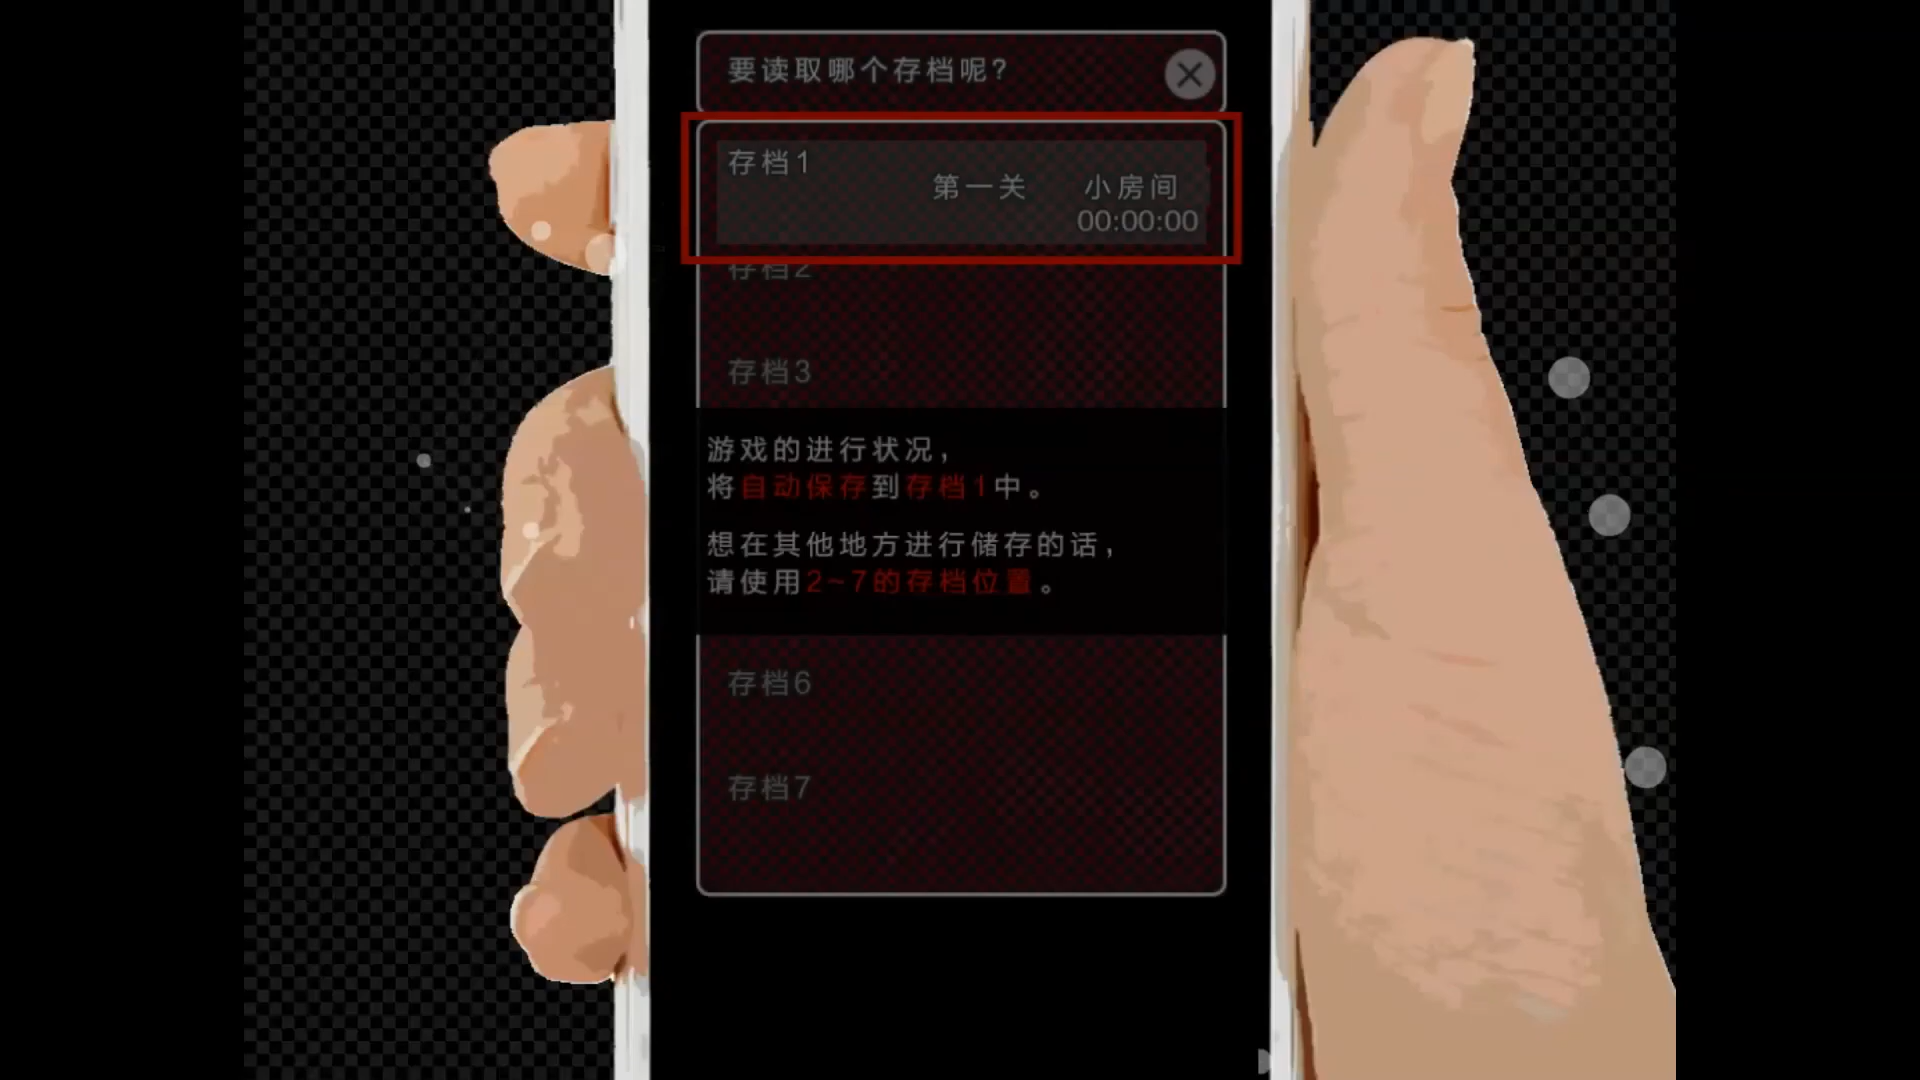 要读取哪个存档呢?
存档1
第一关 小房间
00:00:00
存档2
存档3
游戏的进行状况,
将自动保存到存档1中。
想在其他地方进行储存的话,
请使用2~7的存档位置。
存档6
存档7